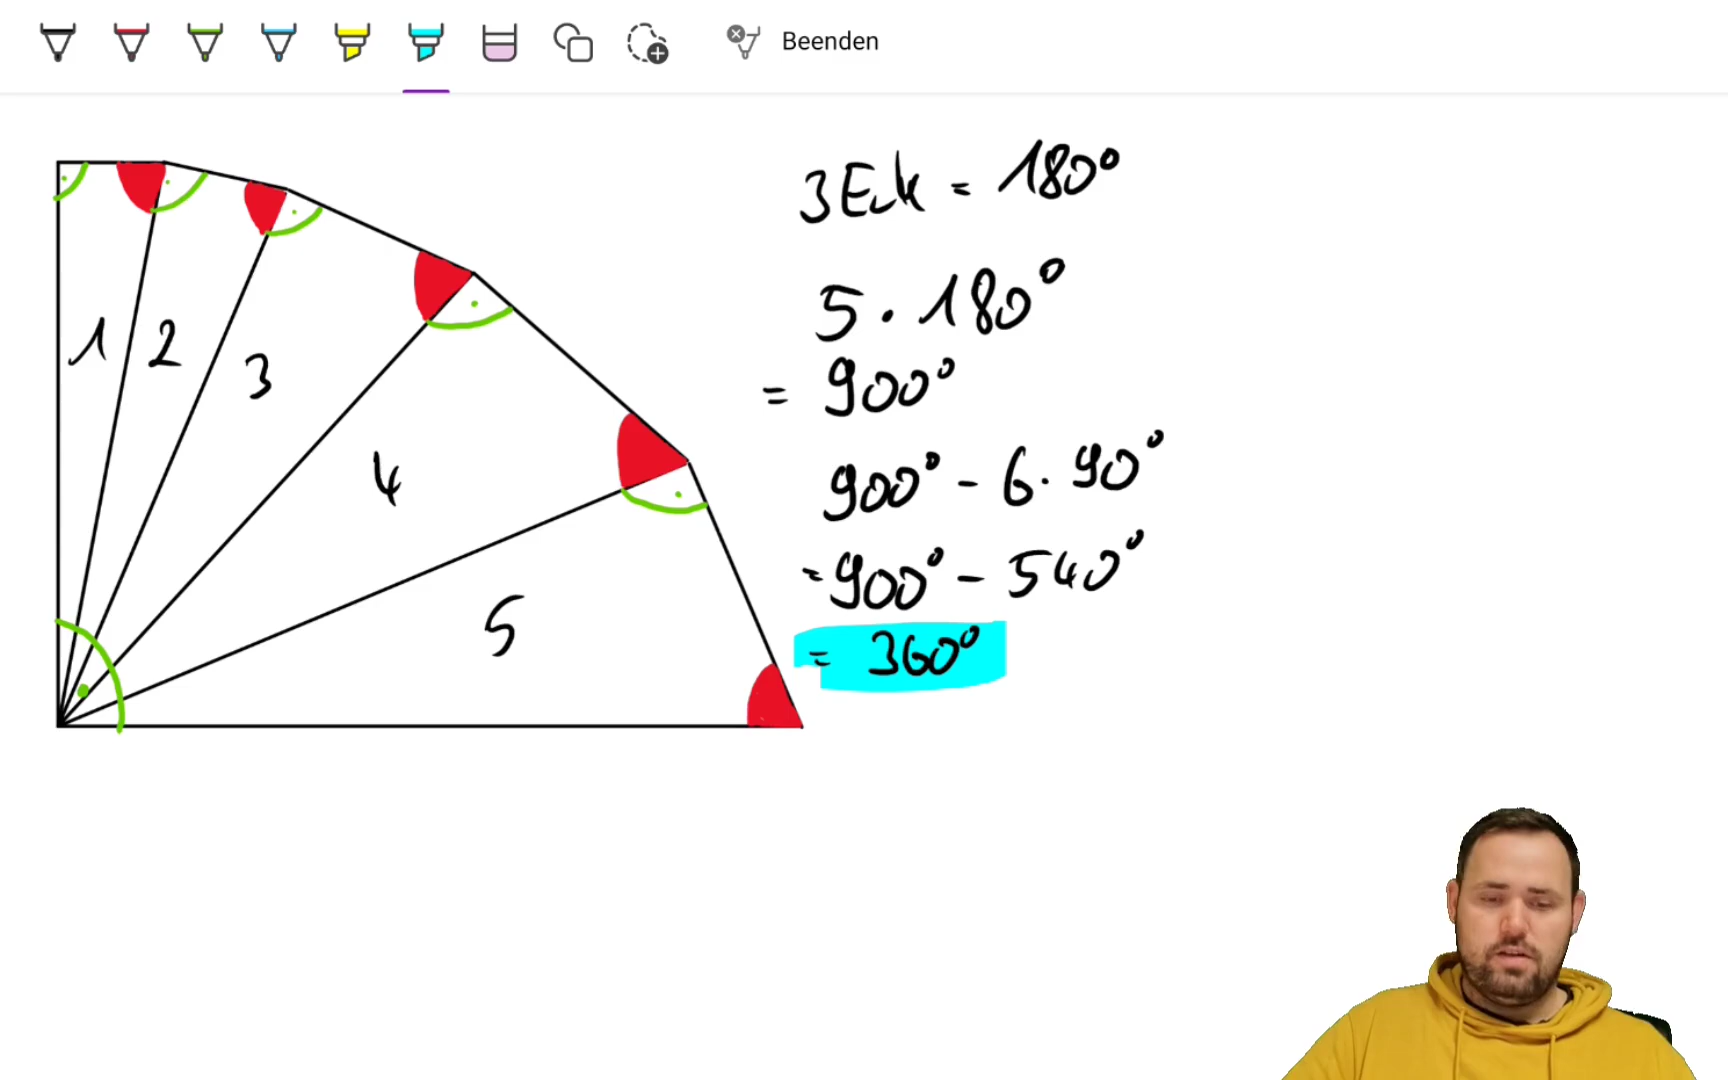 Beenden
3Eck = 180°
5 · 180°
= 900°
900° - 6 · 90°
= 900° - 540°
= 360°
1
2
3
4
5